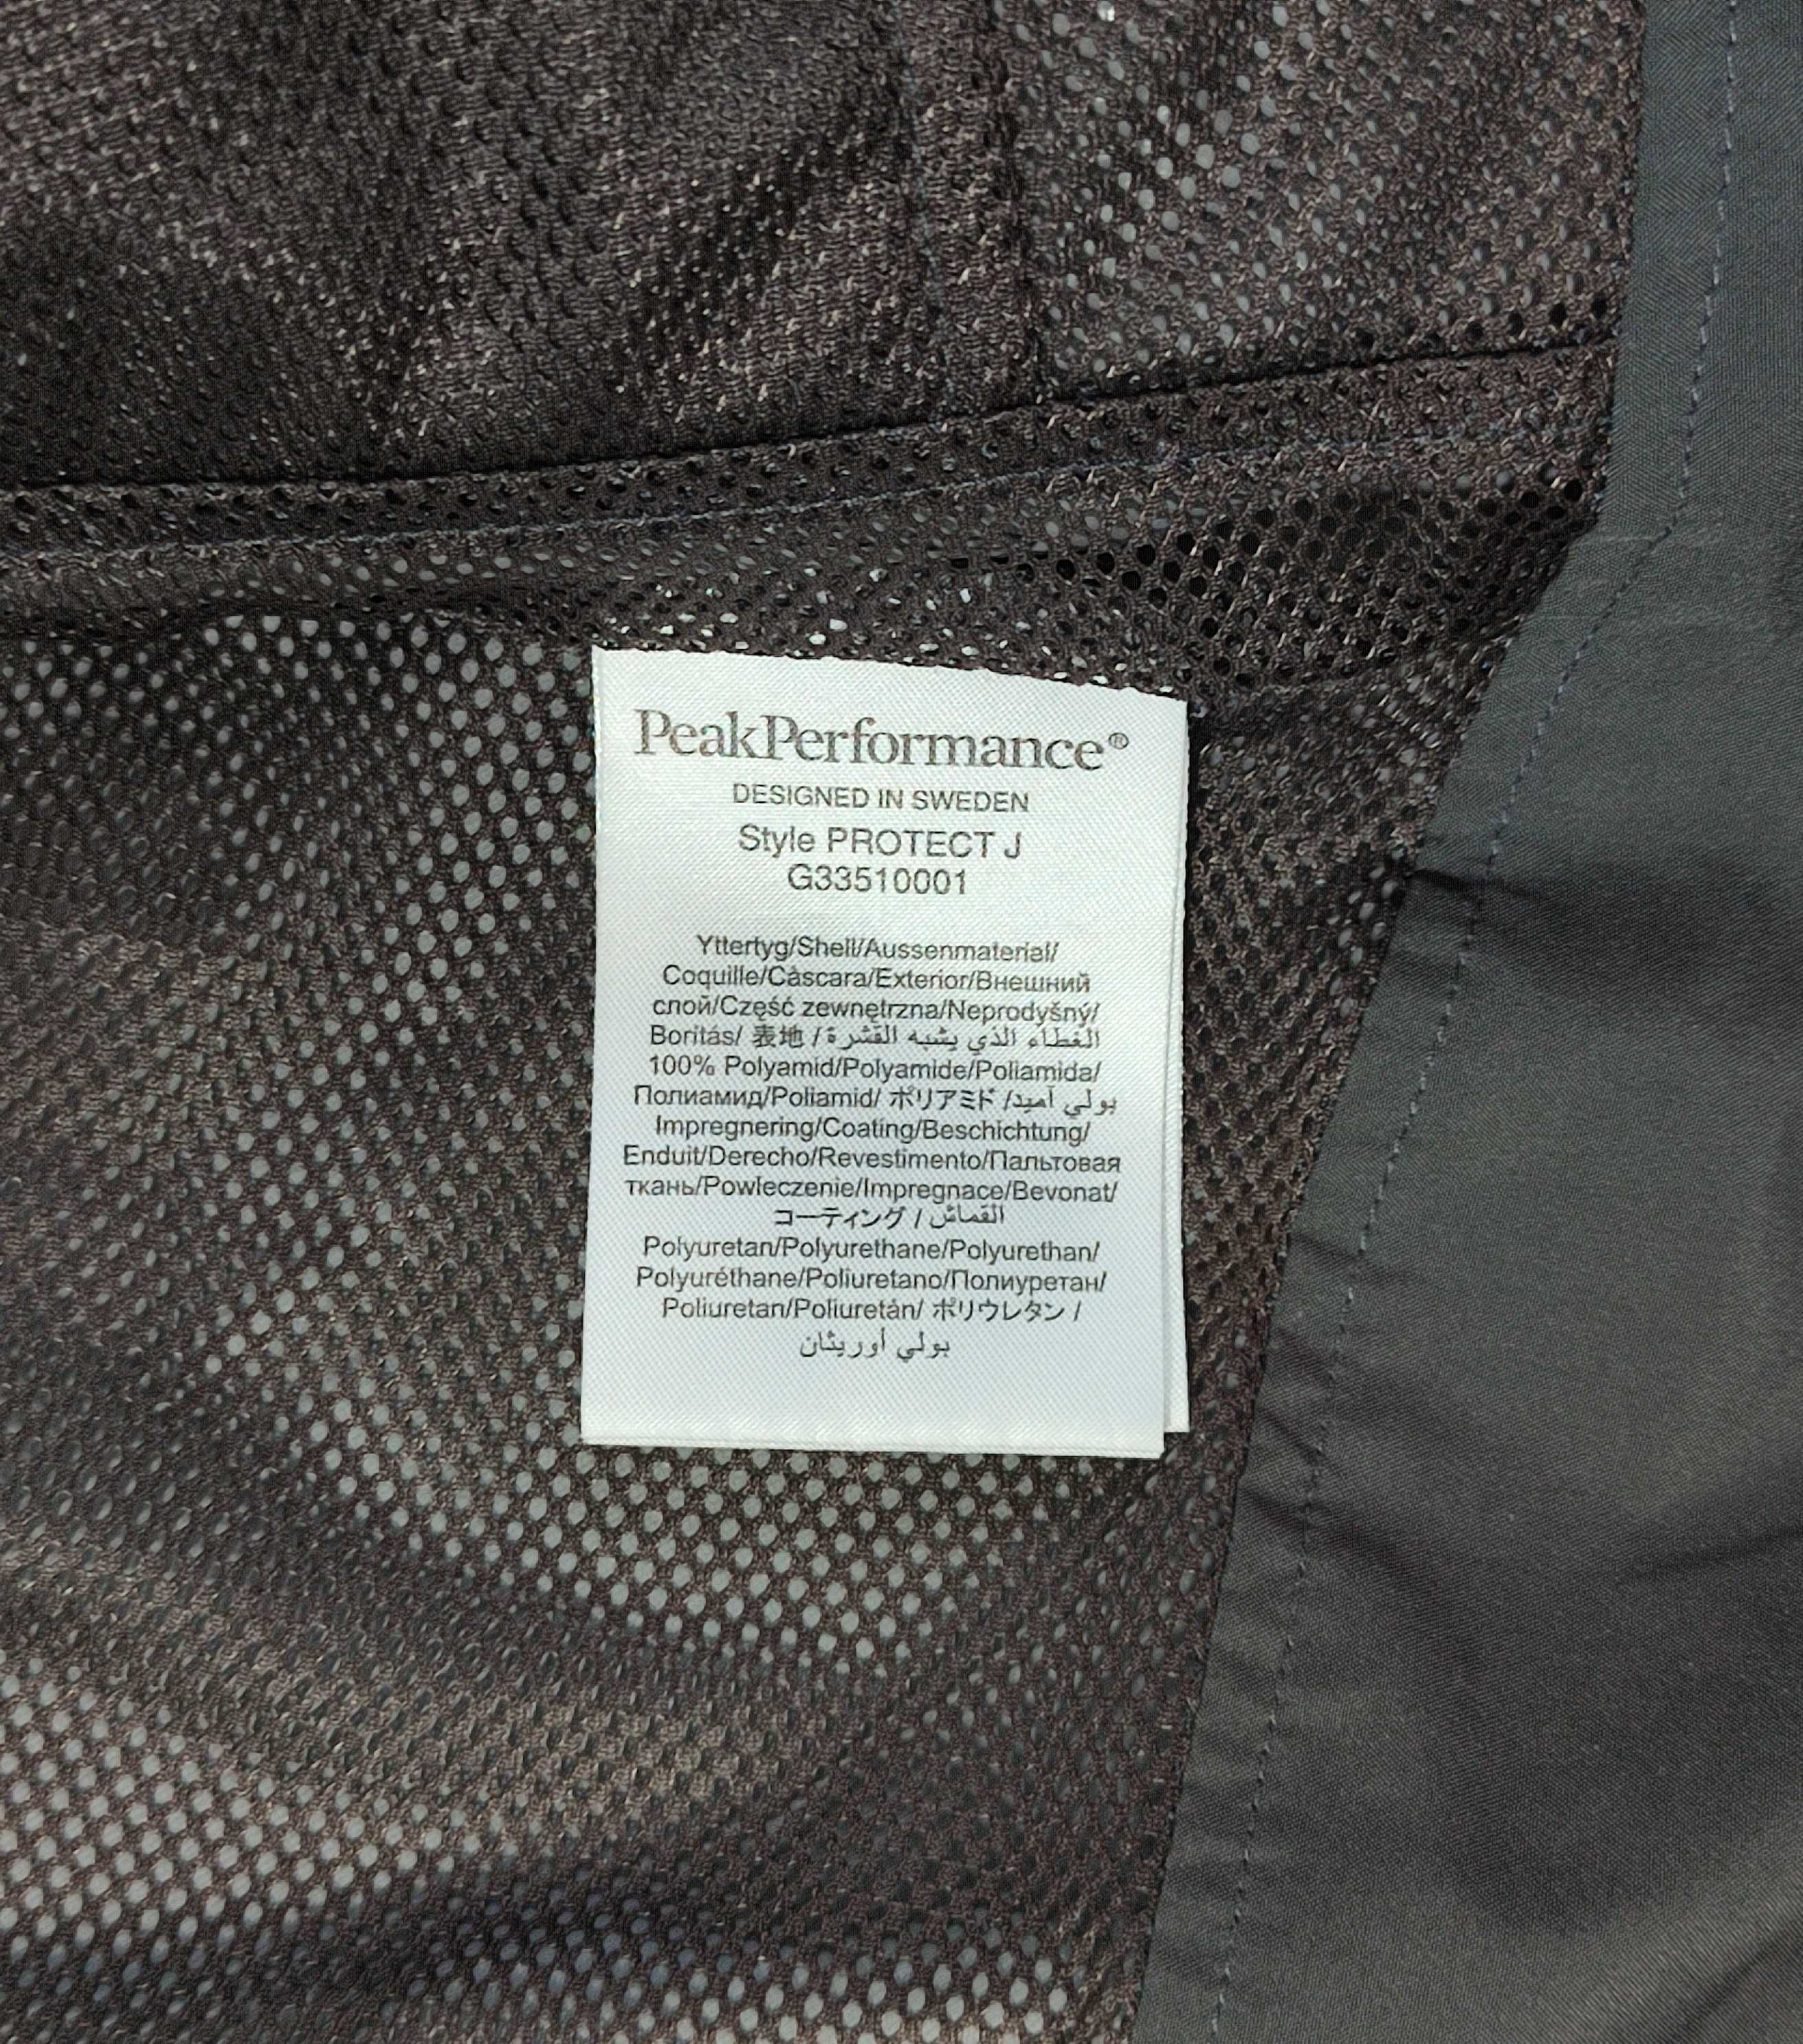 PeakPerformance®
DESIGNED IN SWEDEN
Style PROTECT J
G33510001
Yttertyg/Shell/Aussenmaterial/
Coquille/Càscara/Exterior/Внешний
слой/Część zewnętrzna/Neprodyšný/
Borítás/ 表地 / الغطاء الذي يشبه القشرة
100% Polyamid/Polyamide/Poliamida/
Полиамид/Poliamid/ ポリアミド /بولي آميد
Impregnering/Coating/Beschichtung/
Enduit/Derecho/Revestimento/Пальтовая
ткань/Powleczenie/Impregnace/Bevonat/
コーティング / القماش
Polyuretan/Polyurethane/Polyurethan/
Polyuréthane/Poliuretano/Полиуретан/
Poliuretan/Poliuretán/ ポリウレタン /
بولي أوريثان